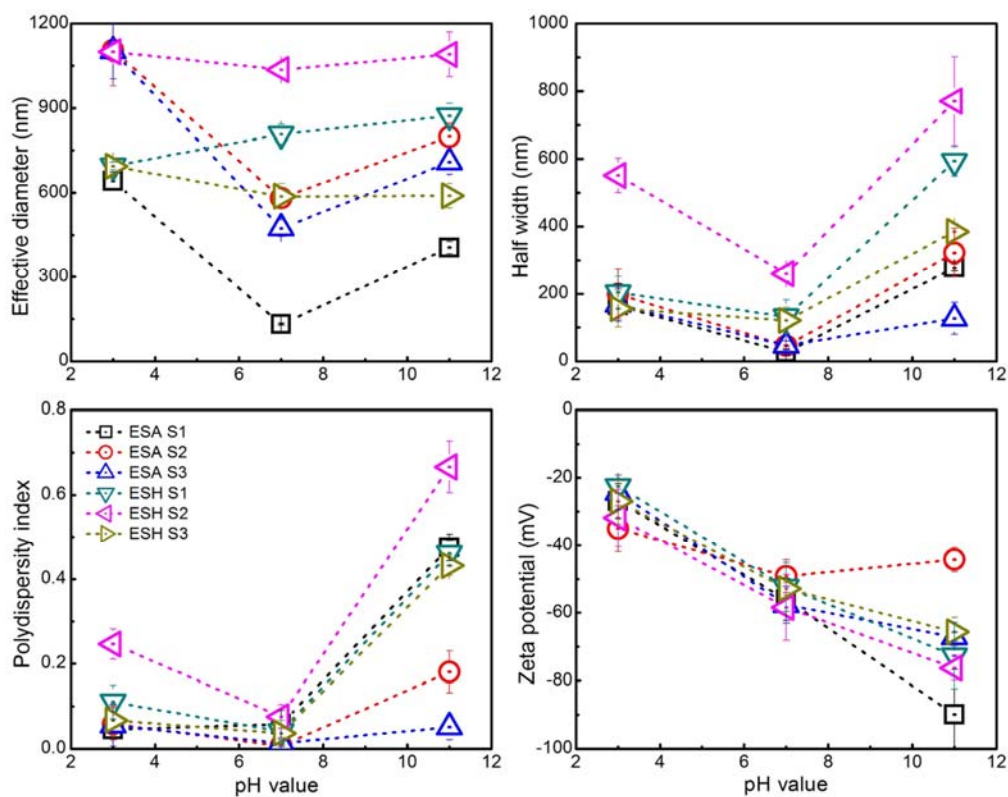 1200
900
600
300
0
Effective diameter (nm)
2 4 6 8 10 12
1000
800
600
400
200
0
Half width (nm)
2 4 6 8 10 12
0.8
0.6
0.4
0.2
0.0
Polydispersity index
ESA S1
ESA S2
ESA S3
ESH S1
ESH S2
ESH S3
2 4 6 8 10 12
pH value
0
-20
-40
-60
-80
-100
Zeta potential (mV)
2 4 6 8 10 12
pH value